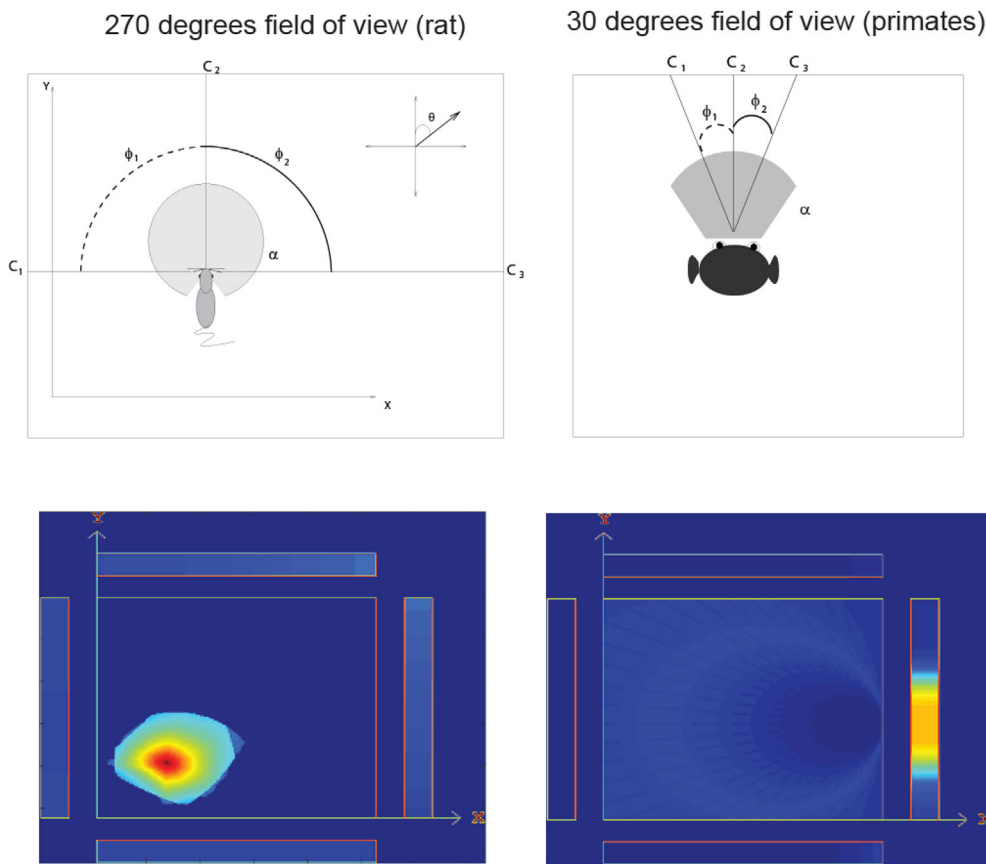 270 degrees field of view (rat)
30 degrees field of view (primates)
C2
Y
θ
ϕ1
ϕ2
α
C1
C3
X
C1
C2
C3
ϕ1
ϕ2
α
Y
X
Y